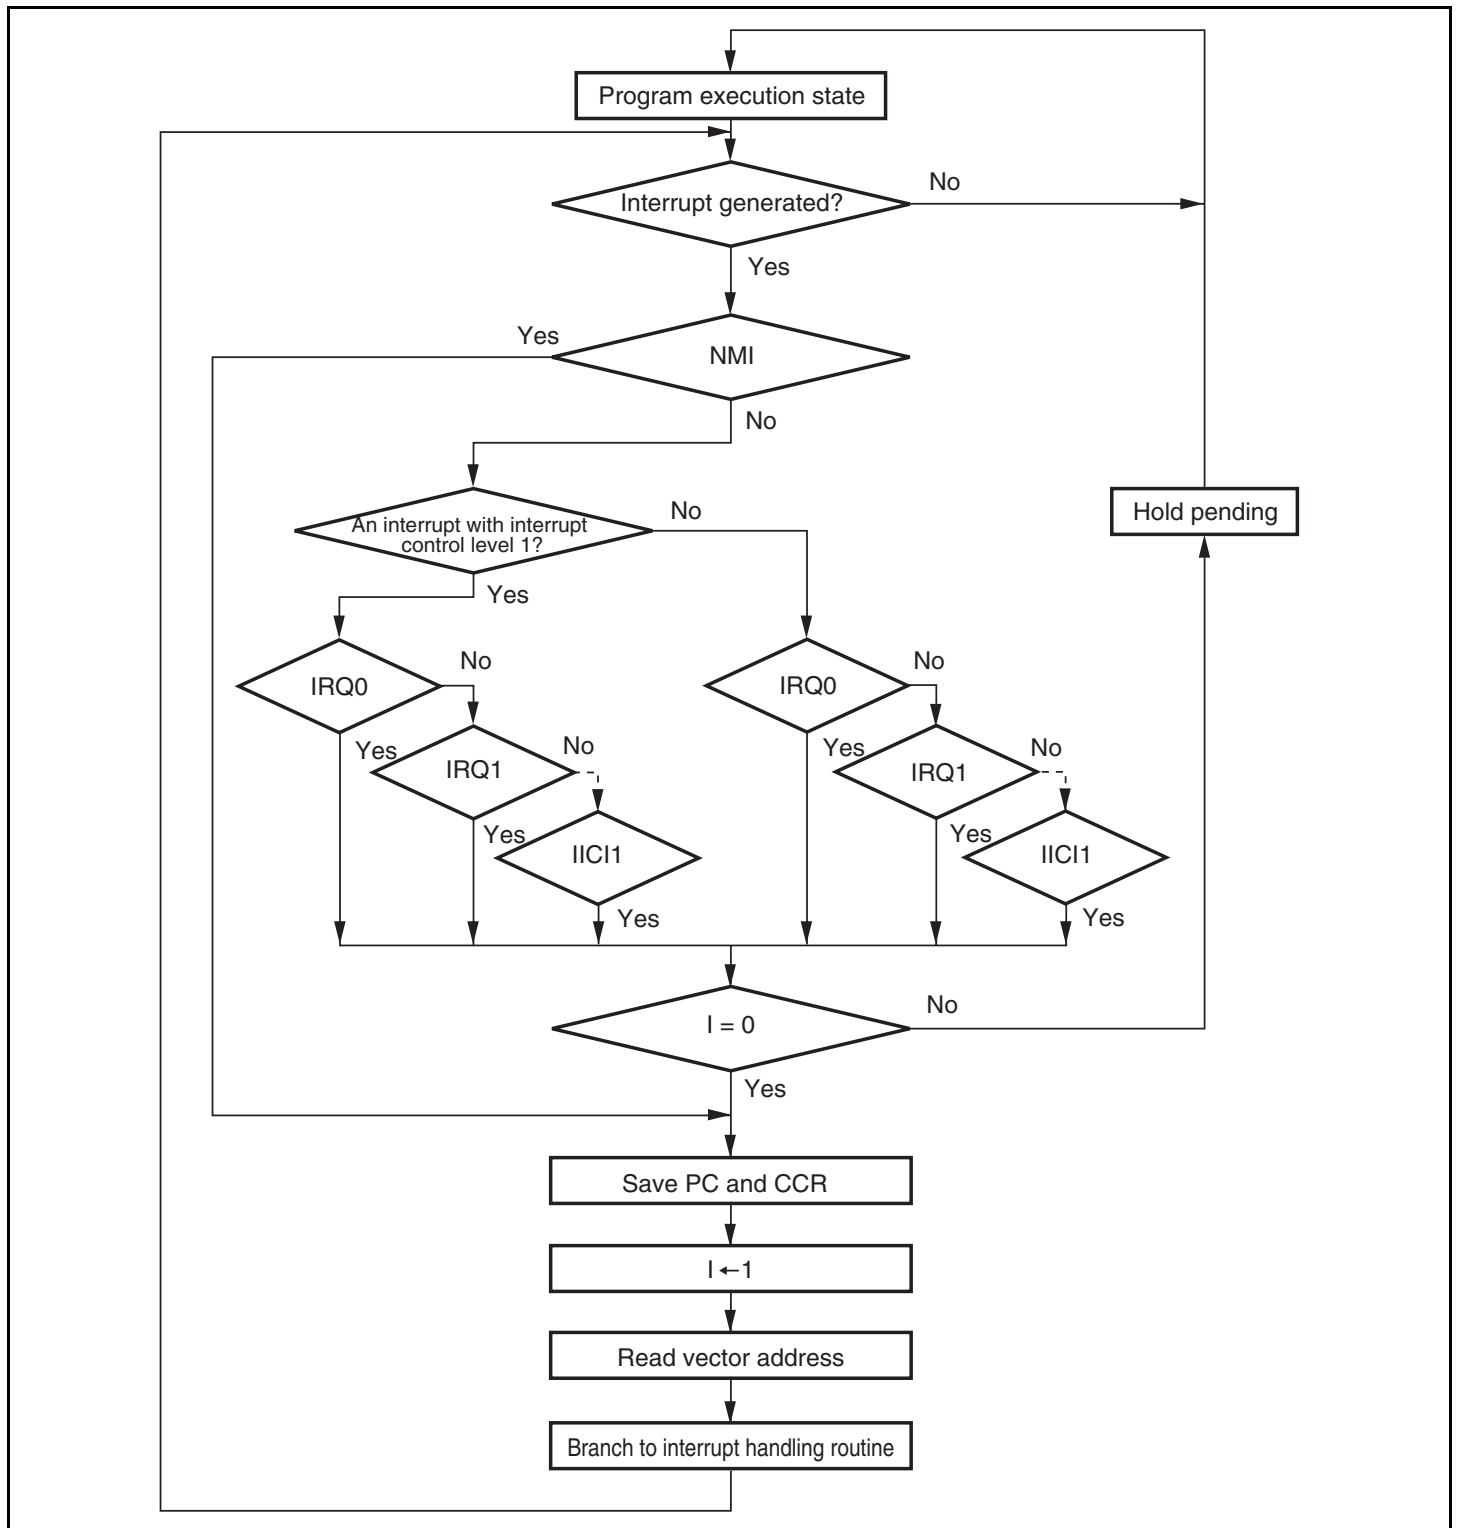 Program execution state
Interrupt generated?
No
Yes
NMI
Yes
No
An interrupt with interrupt
control level 1?
No
Yes
Hold pending
IRQ0
No
Yes
IRQ1
No
Yes
IICI1
Yes
IRQ0
No
Yes
IRQ1
No
Yes
IICI1
Yes
I = 0
No
Yes
Save PC and CCR
I ←1
Read vector address
Branch to interrupt handling routine